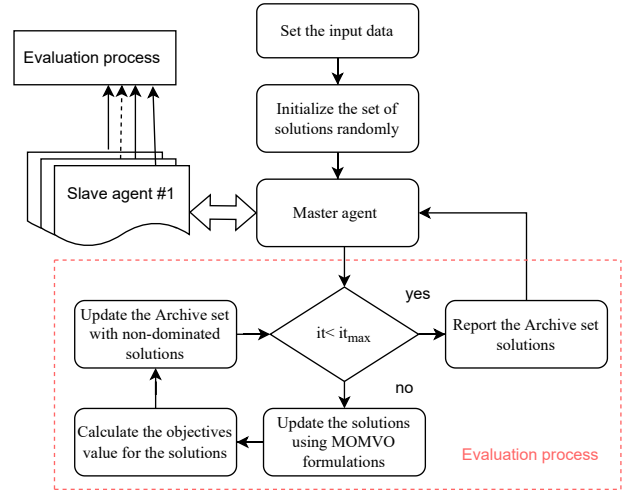 Set the input data
Evaluation process
Initialize the set of
solutions randomly
Slave agent #1
Master agent
yes
Update the Archive set
with non-dominated
solutions
it< it_max
Report the Archive set
solutions
no
Calculate the objectives
value for the solutions
Update the solutions
using MOMVO
formulations
Evaluation process